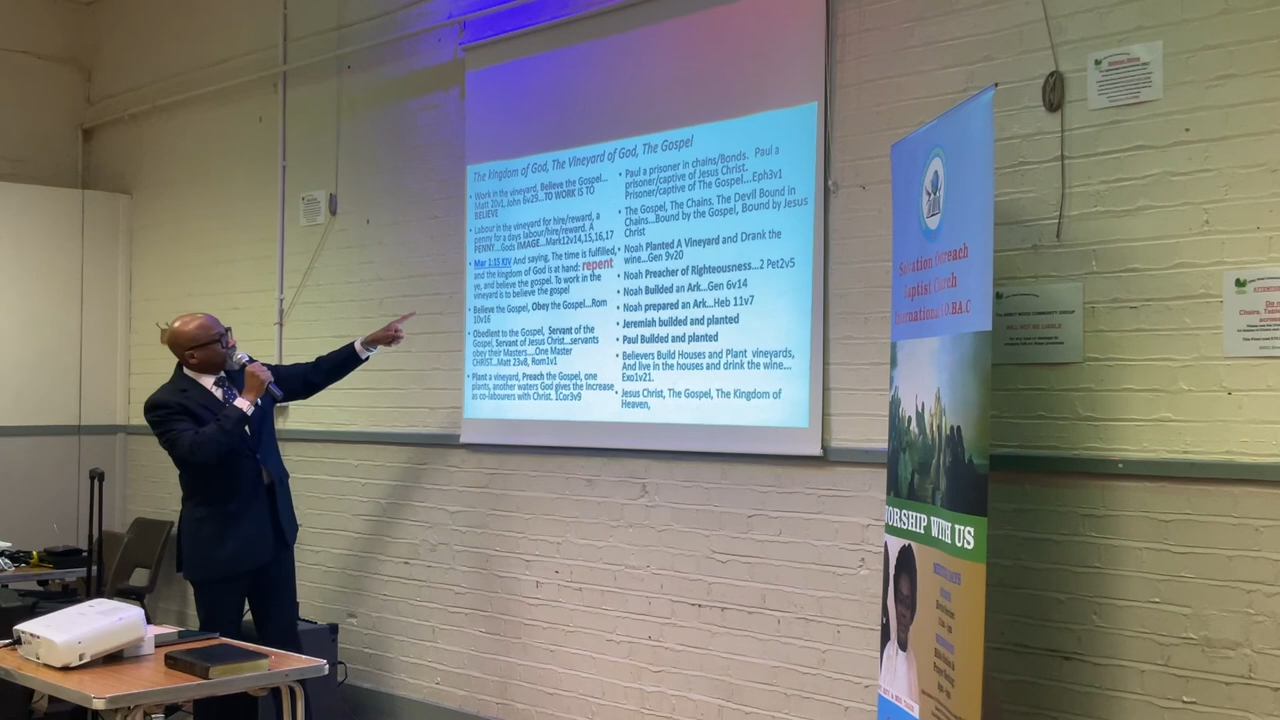 The kingdom of God, The Vineyard of God, The Gospel
• Work in the vineyard, Believe the Gospel...
Matt 20v1, John 6v29...TO WORK IS TO
BELIEVE
Labour in the vineyard for hire/reward, a
penny for a days labour/hire/reward. A
PENNY...Gods IMAGE...Mark12v14,15,16,17
• Mar 1:15 KJV And saying, The time is fulfilled,
and the kingdom of God is at hand: repent
ye, and believe the gospel. To work in the
vineyard is to believe the gospel
Believe the Gospel, Obey the Gospel...Rom
10v16
Obedient to the Gospel, Servant of the
Gospel, Servant of Jesus Christ...servants
obey their Masters....One Master
CHRIST...Matt 23v8, Rom1v1
Plant a vineyard, Preach the Gospel, one
plants, another waters God gives the Increase
as co-labourers with Christ. 1Cor3v9
• Paul a prisoner in chains/Bonds. Paul a
prisoner/captive of Jesus Christ.
Prisoner/captive of The Gospel...Eph3v1
• The Gospel, The Chains. The Devil Bound in
Chains...Bound by the Gospel, Bound by Jesus
Christ
• Noah Planted A Vineyard and Drank the
wine...Gen 9v20
• Noah Preacher of Righteousness...2 Pet2v5
• Noah Builded an Ark...Gen 6v14
• Noah prepared an Ark...Heb 11v7
• Jeremiah builded and planted
• Paul Builded and planted
• Believers Build Houses and Plant vineyards,
And live in the houses and drink the wine...
Exo1v21.
• Jesus Christ, The Gospel, The Kingdom of
Heaven,
Salvation Outreach
Baptist Church
International S.O.BA.C
WORSHIP WITH US
COMMUNITY GROUP
WILL NOT BE LIABLE
ATTENTION